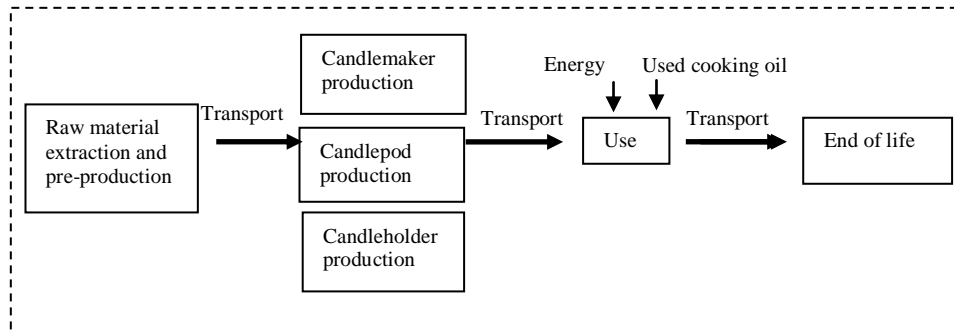 Raw material
extraction and
pre-production
Transport
Candlemaker
production
Candlepod
production
Candleholder
production
Transport
Energy
Used cooking oil
Use
Transport
End of life